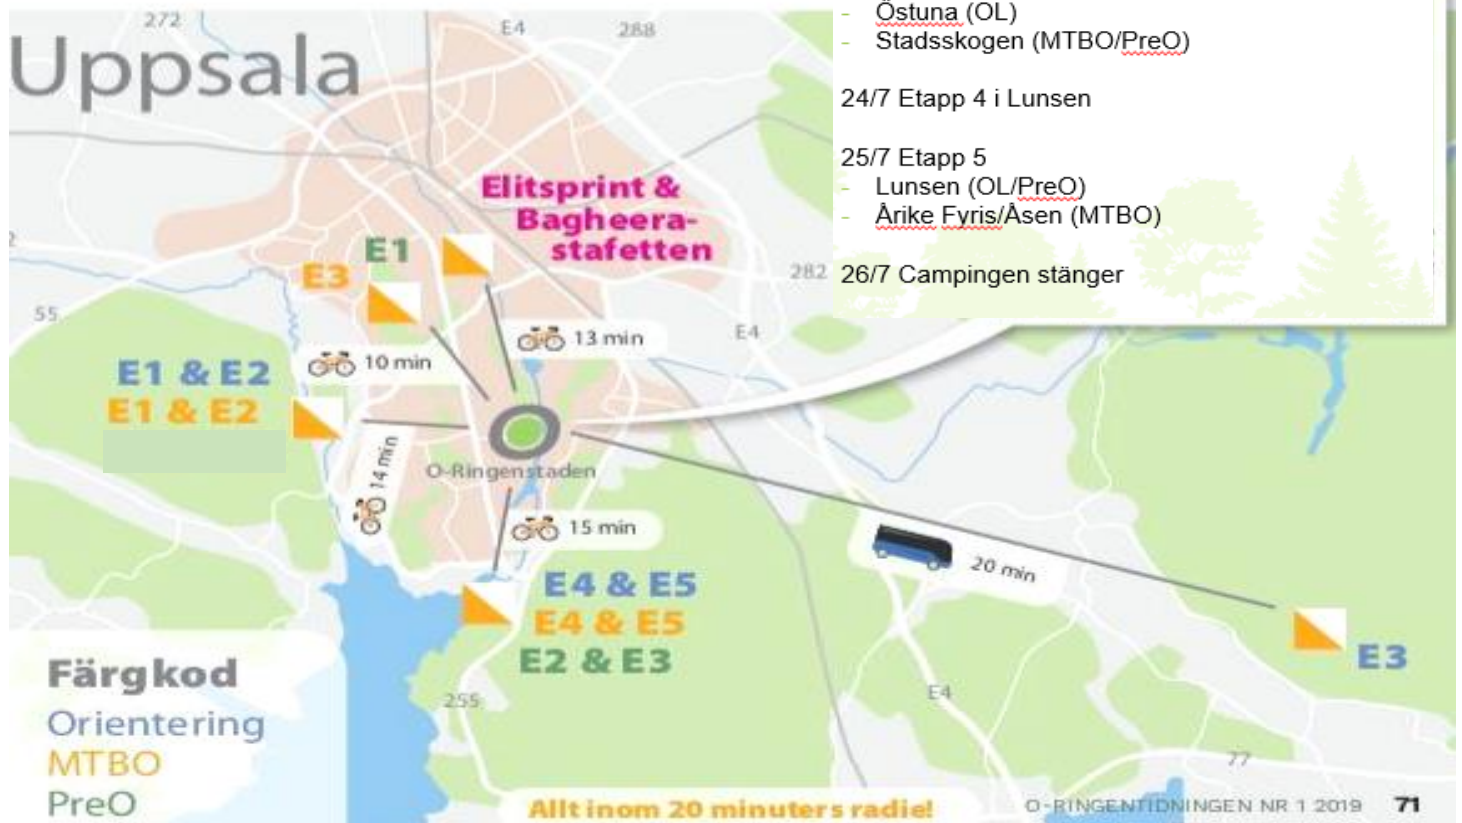 272
E4
288
Uppsala
- Östuna (OL)
- Stadsskogen (MTBO/PreO)
24/7 Etapp 4 i Lunsen
25/7 Etapp 5
- Lunsen (OL/PreO)
- Årike Fyris/Åsen (MTBO)
26/7 Campingen stänger
Elitsprint &
Bagheera-
stafetten
E1
E3
282
55
E4
13 min
10 min
E1 & E2
E1 & E2
14 min
O-Ringenstaden
15 min
20 min
E4 & E5
E4 & E5
E2 & E3
E3
255
E4
77
Färgkod
Orientering
MTBO
PreO
Allt inom 20 minuters radie!
O-RINGENTIDNINGEN NR 1 2019 71